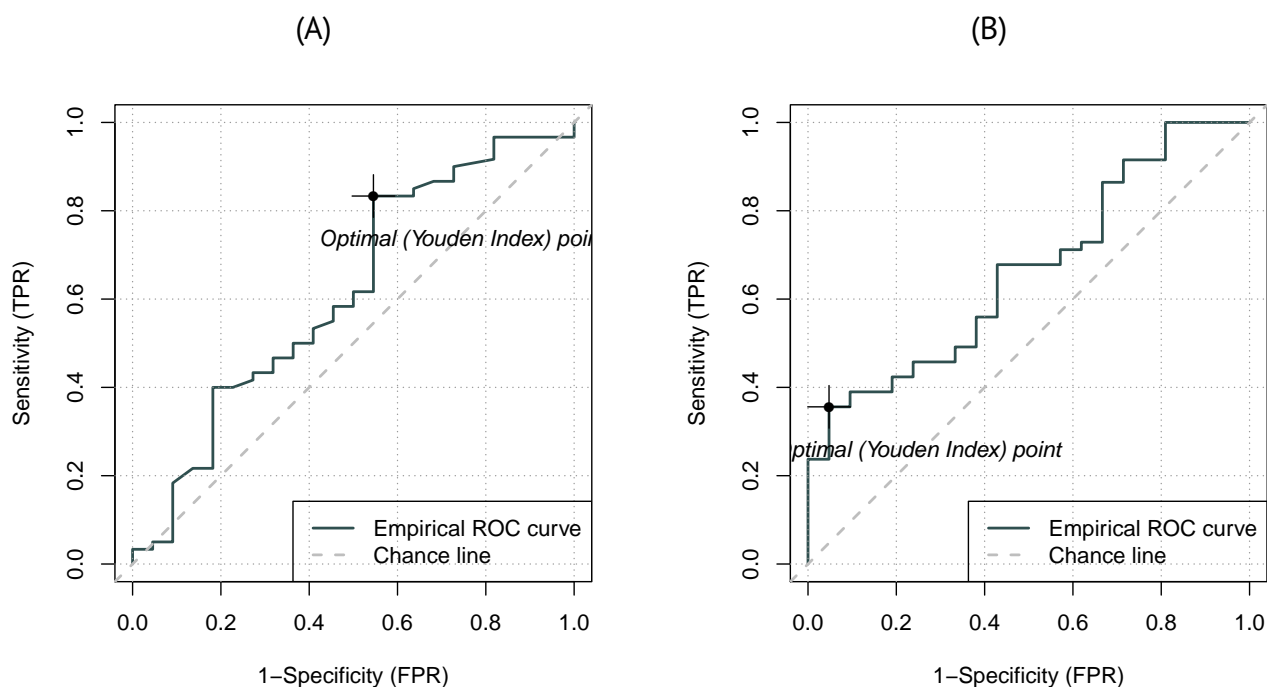 (A)
Sensitivity (TPR)
1.0
0.8
0.6
0.4
0.2
0.0
Optimal (Youden Index) poin
Empirical ROC curve
Chance line
0.0 0.2 0.4 0.6 0.8 1.0
1−Specificity (FPR)
(B)
Sensitivity (TPR)
1.0
0.8
0.6
0.4
0.2
0.0
ptimal (Youden Index) point
Empirical ROC curve
Chance line
0.0 0.2 0.4 0.6 0.8 1.0
1−Specificity (FPR)